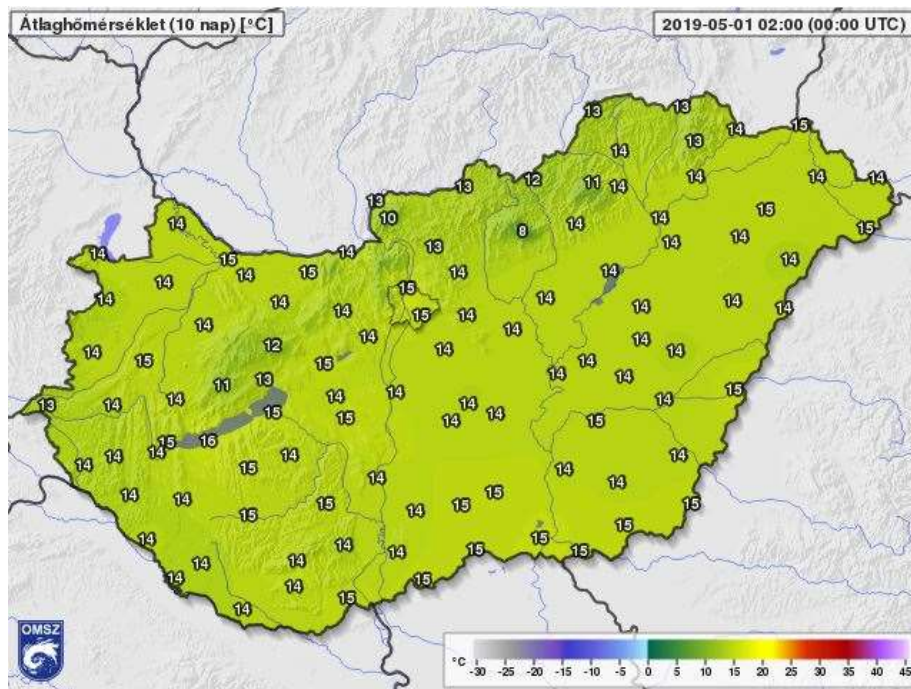 Átlaghőmérséklet (10 nap) [°C] 2019-05-01 02:00 (00:00 UTC)
13 13
14 15
14 13
13 12 11 14 14 14 14
13 10
14 8 14 14 15 15
14 15 14 13 14 14
14 14 15 14 14 14
14 14 15 14 14
14 14 15 14 14 14 14 14
14 14 14
14 15 12 15 14 14 14 14
11 13 14 14 14
13 14 14 15 14 15 14 14 14 14 15 15
14 14 14 15 16 15 14 14 14
14 14 15 15 14 14 15 15 14 15
14 14 14 14 15 15 15 15
14 14 14 14 15
14 15
OMSZ
°C -30 -25 -20 -15 -10 -5 0 5 10 15 20 25 30 35 40 45